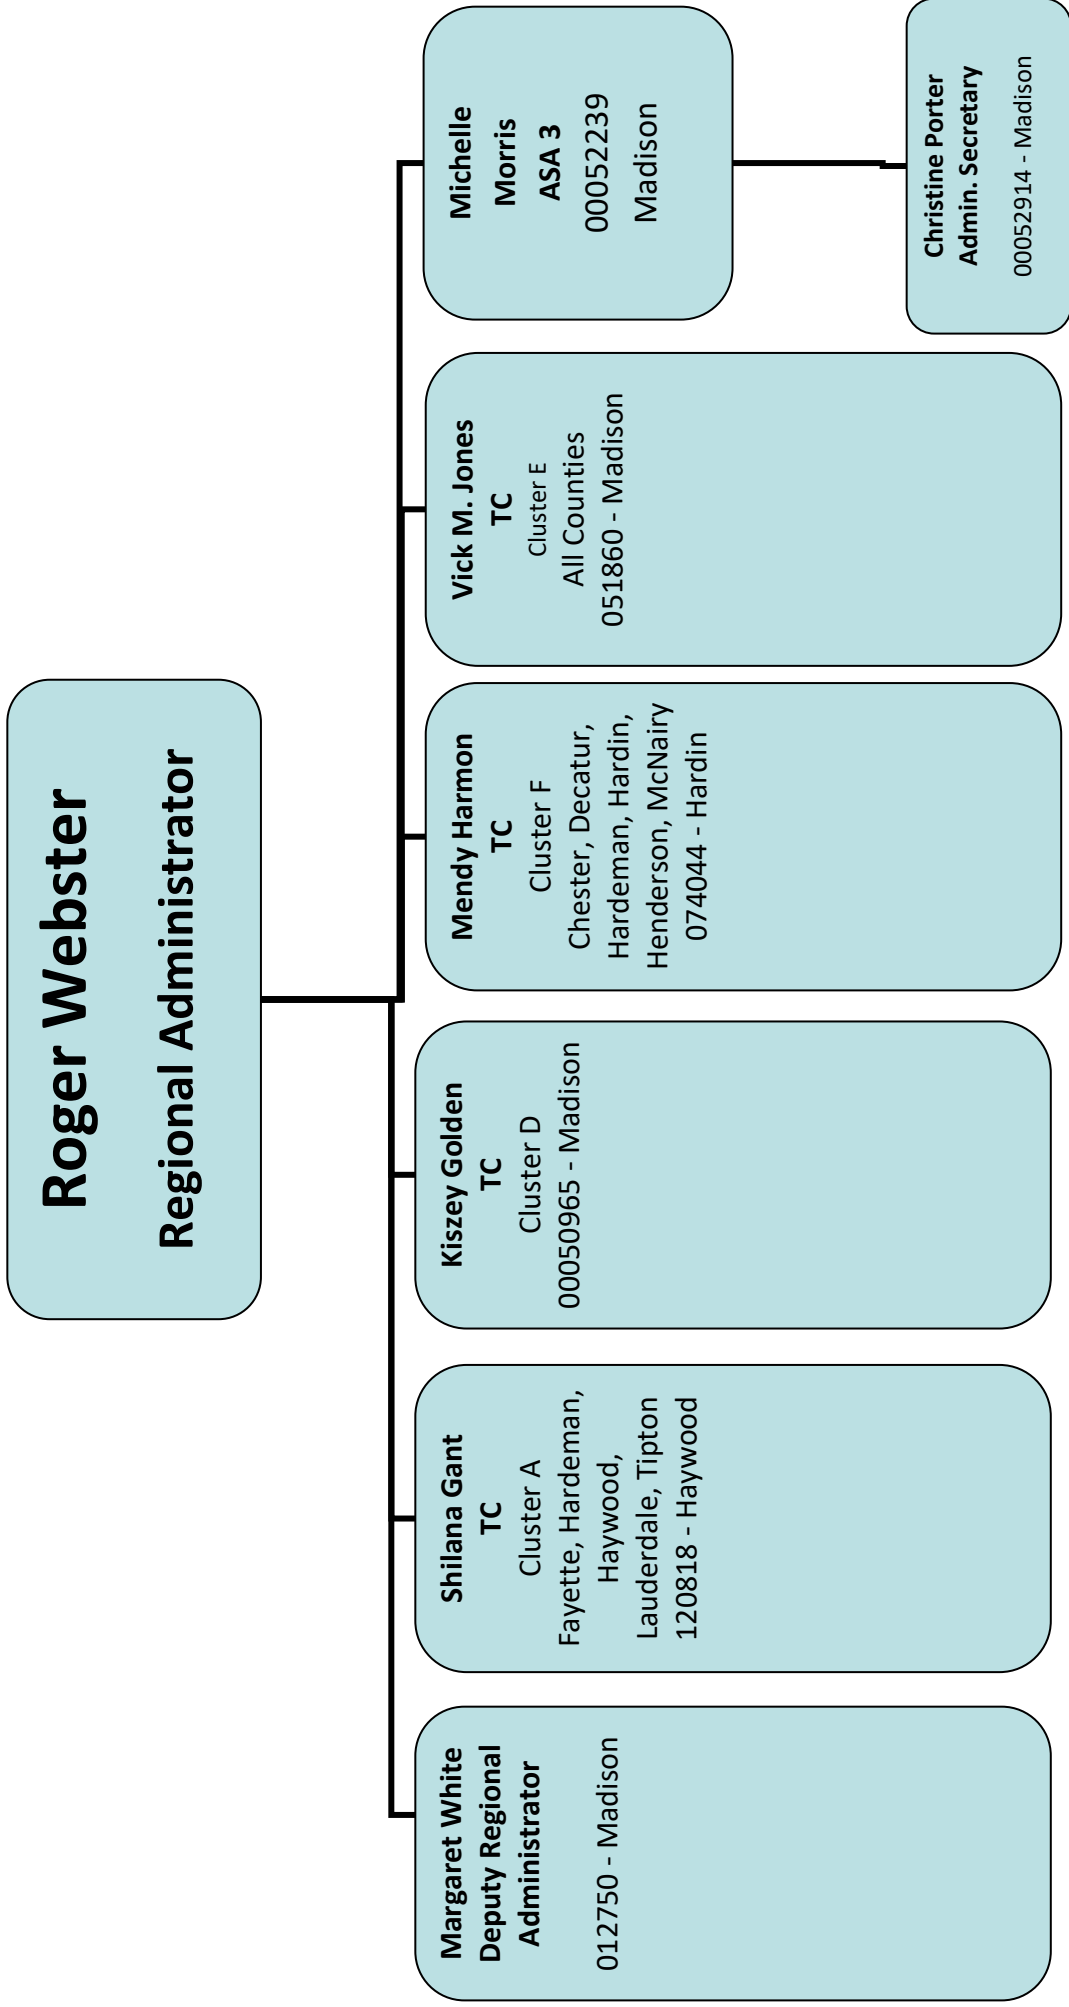 Roger Webster
Regional Administrator
Margaret White
Deputy Regional
Administrator
012750 - Madison
Shilana Gant
TC
Cluster A
Fayette, Hardeman,
Haywood,
Lauderdale, Tipton
120818 - Haywood
Kiszey Golden
TC
Cluster D
00050965 - Madison
Mendy Harmon
TC
Cluster F
Chester, Decatur,
Hardeman, Hardin,
Henderson, McNairy
074044 - Hardin
Vick M. Jones
TC
Cluster E
All Counties
051860 - Madison
Michelle
Morris
ASA 3
00052239
Madison
Christine Porter
Admin. Secretary
00052914 - Madison